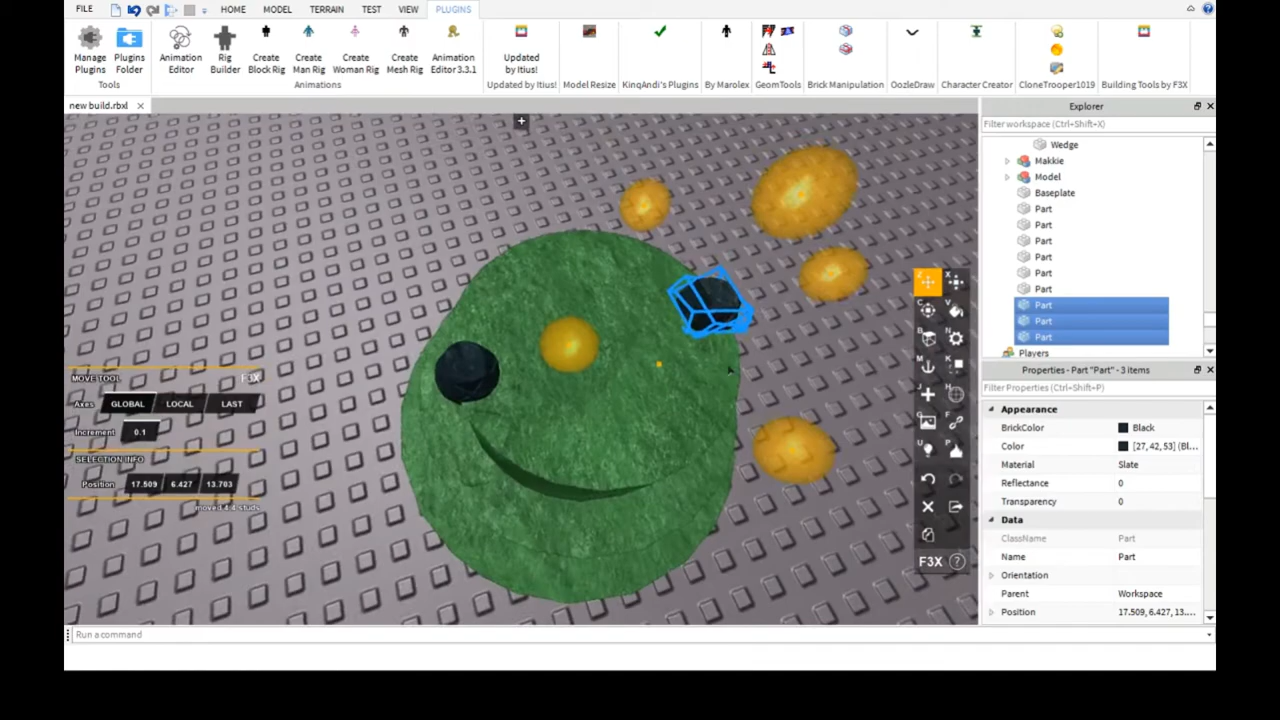 FILE HOME MODEL TERRAIN TEST VIEW PLUGINS
Manage Plugins Animation Rig Create Create Create Create Animation Updated
Plugins Folder Editor Builder Block Rig Man Rig Woman Rig Mesh Rig Editor 3.3.1 by Itius!
Tools Animations Updated by Itius! Model Resize KingAndi's Plugins By Marolex GeomTools Brick Manipulation OozleDraw Character Creator CloneTrooper1019 Building Tools by F3X
new build.rbxl
Explorer
Filter workspace (Ctrl+Shift+X)
Wedge
Makkie
Model
Baseplate
Part
Part
Part
Part
Part
Part
Part
Part
Part
Players
Properties - Part "Part" - 3 items
Filter Properties (Ctrl+Shift+P)
Appearance
BrickColor Black
Color [27, 42, 53] (Bl...
Material Slate
Reflectance 0
Transparency 0
Data
ClassName Part
Name Part
Orientation
Parent Workspace
Position 17.509, 6.427, 13....
MOVE TOOL F3X
Axes GLOBAL LOCAL LAST
Increment 0.1
SELECTION INFO
Position 17.509 6.427 13.703
moved 4.4 studs
Z X
C V
B N
M K
J H
G F
U P
F3X ?
Run a command